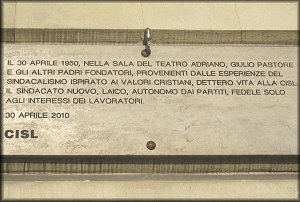 IL 30 APRILE 1950, NELLA SALA DEL TEATRO ADRIANO, GIULIO PASTORE
E GLI ALTRI PADRI FONDATORI, PROVENIENTI DALLE ESPERIENZE DEL
SINDACALISMO ISPIRATO AI VALORI CRISTIANI, DETTERO VITA ALLA CISL:
IL SINDACATO NUOVO, LAICO, AUTONOMO DAI PARTITI, FEDELE SOLO
AGLI INTERESSI DEI LAVORATORI.
30 APRILE 2010
CISL